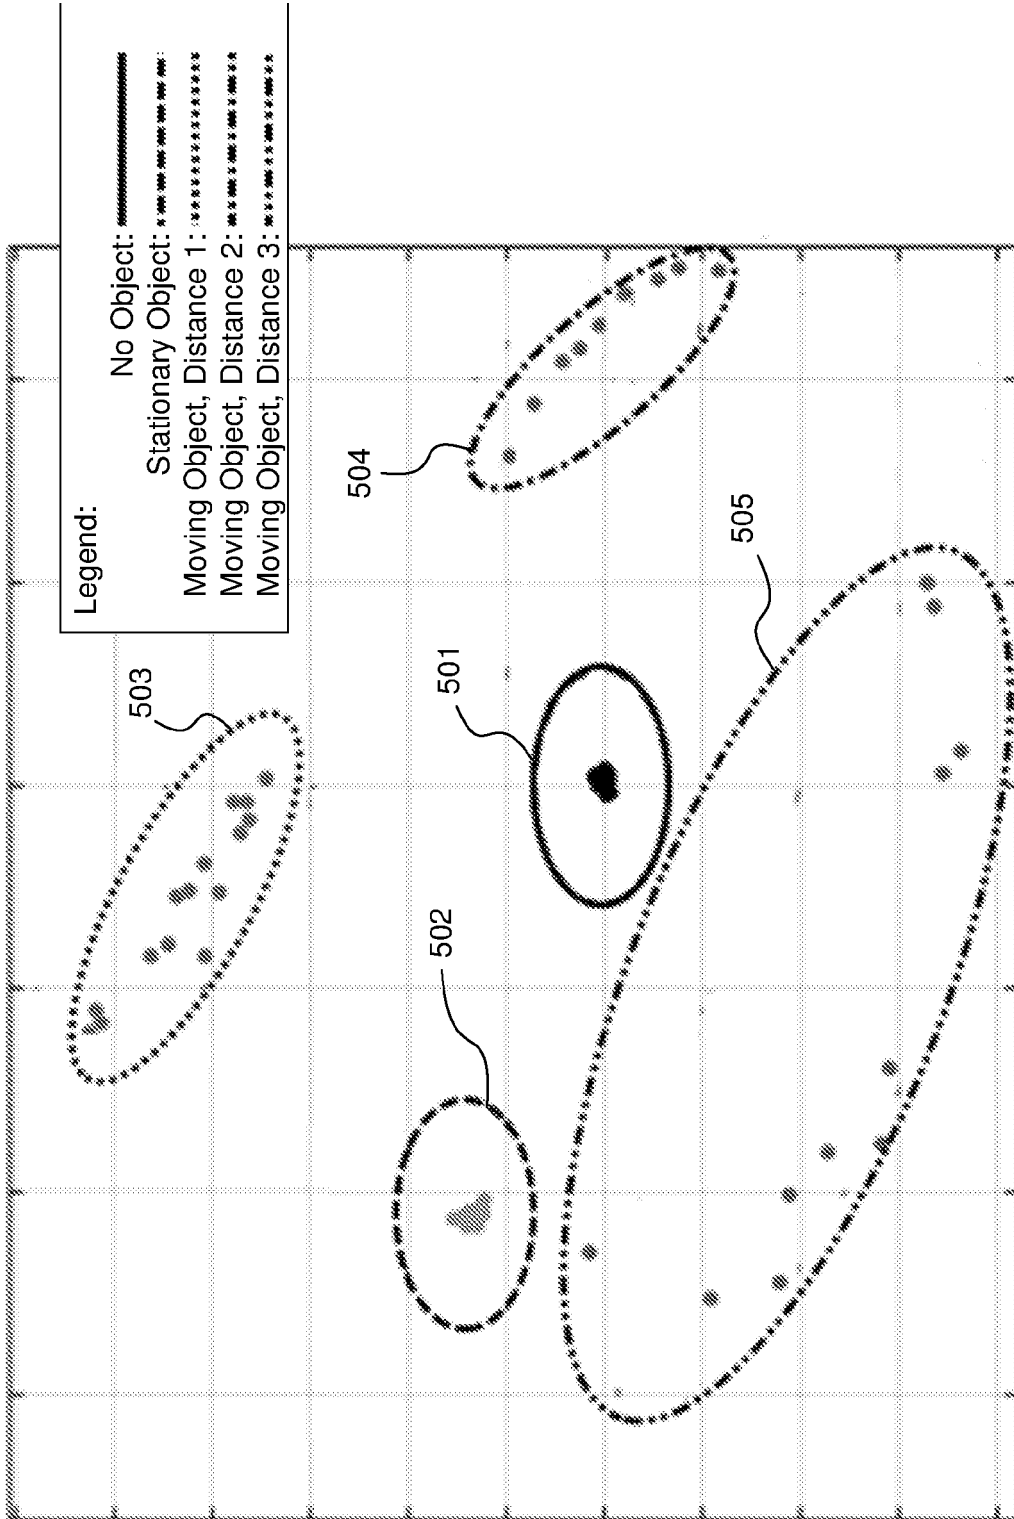 Legend:
No Object:
Stationary Object:
Moving Object, Distance 1:
Moving Object, Distance 2:
Moving Object, Distance 3:
503
504
505
501
502